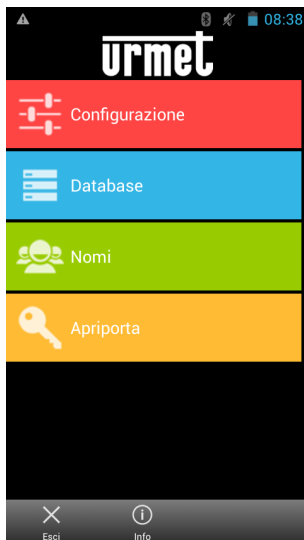 08:38
urmet
Configurazione
Database
Nomi
Apriporta
Esci
Info